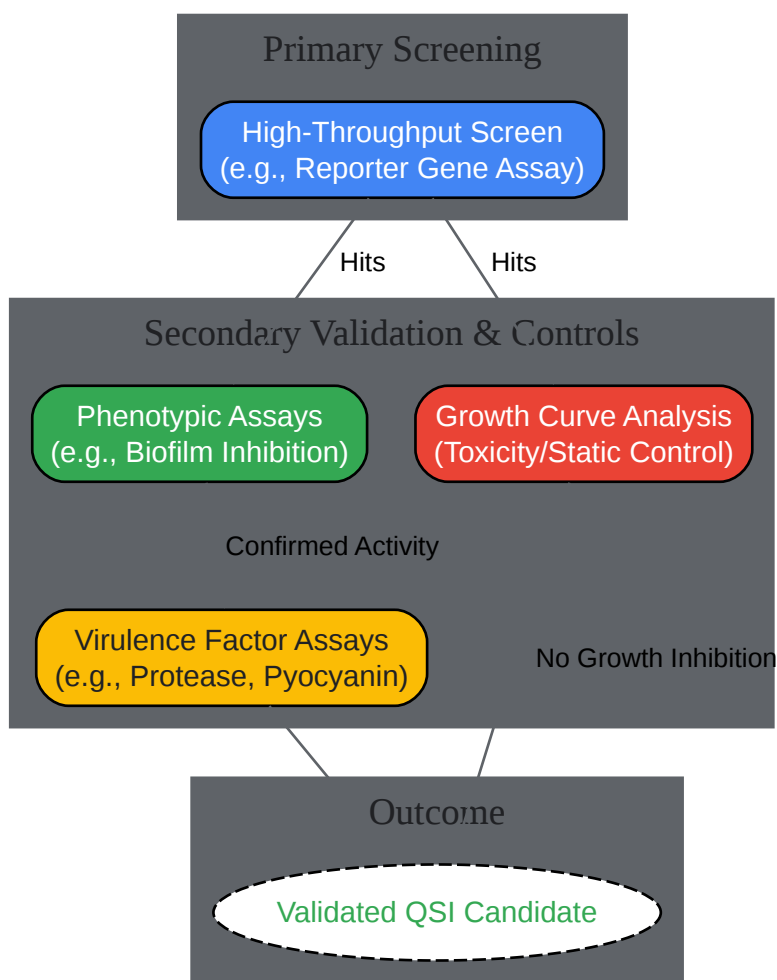 Primary Screening
High-Throughput Screen
(e.g., Reporter Gene Assay)
Hits
Hits
Secondary Validation & Controls
Phenotypic Assays
(e.g., Biofilm Inhibition)
Growth Curve Analysis
(Toxicity/Static Control)
Confirmed Activity
Virulence Factor Assays
(e.g., Protease, Pyocyanin)
No Growth Inhibition
Outcome
Validated QSI Candidate